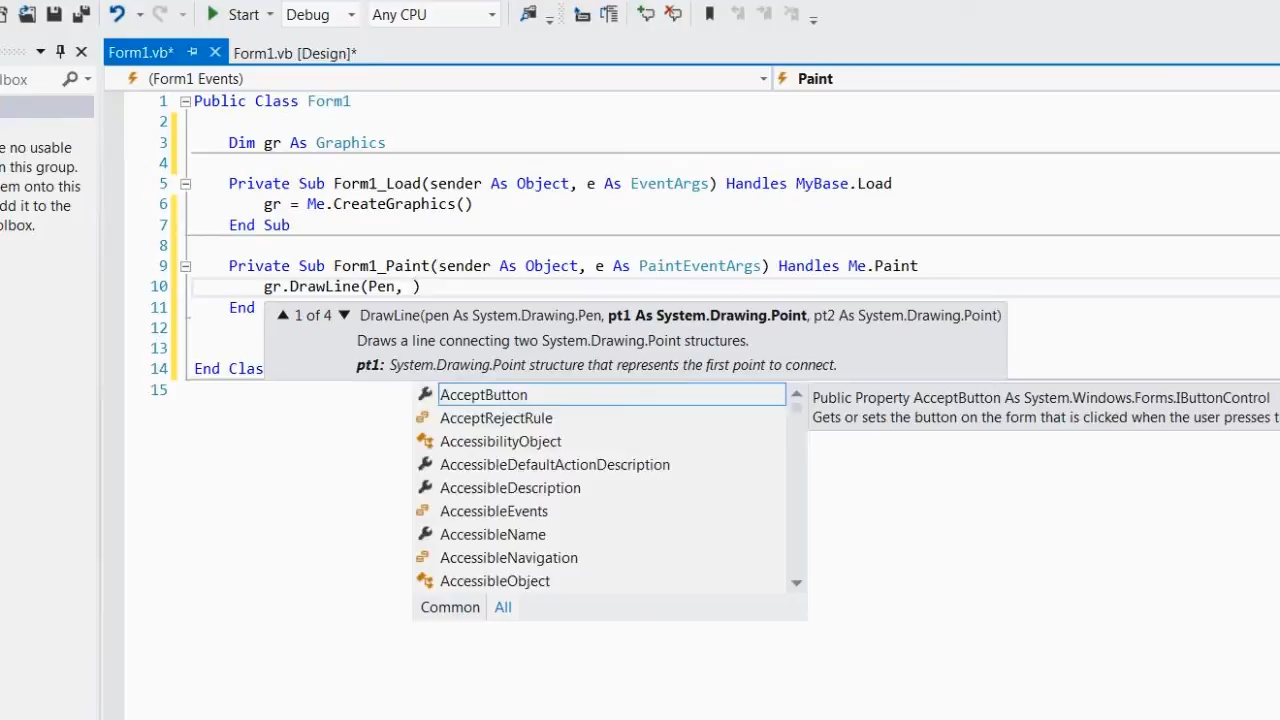 Start Debug Any CPU
Form1.vb* Form1.vb [Design]*
lbox
(Form1 Events) Paint
e no usable
n this group.
em onto this
dd it to the
olbox.
1 Public Class Form1
2
3 Dim gr As Graphics
4
5 Private Sub Form1_Load(sender As Object, e As EventArgs) Handles MyBase.Load
6 gr = Me.CreateGraphics()
7 End Sub
8
9 Private Sub Form1_Paint(sender As Object, e As PaintEventArgs) Handles Me.Paint
10 gr.DrawLine(Pen, )
11 End
1 of 4 DrawLine(pen As System.Drawing.Pen, pt1 As System.Drawing.Point, pt2 As System.Drawing.Point)
12
Draws a line connecting two System.Drawing.Point structures.
13
pt1: System.Drawing.Point structure that represents the first point to connect.
14 End Clas
15
AcceptButton
AcceptRejectRule
AccessibilityObject
AccessibleDefaultActionDescription
AccessibleDescription
AccessibleEvents
AccessibleName
AccessibleNavigation
AccessibleObject
Common All
Public Property AcceptButton As System.Windows.Forms.IButtonControl
Gets or sets the button on the form that is clicked when the user presses t